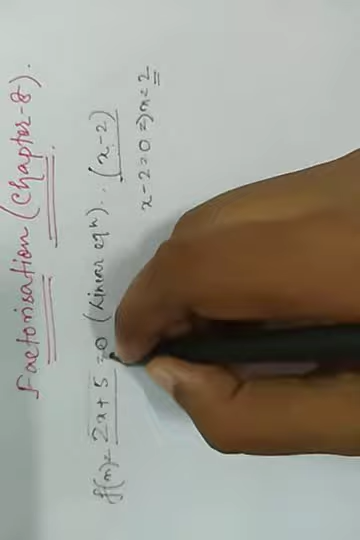 Factorisation (Chapter-8).
f(x)= 2x+5 =0 (Linear eqn). (x-2)
x-2=0 ⇒ x=2